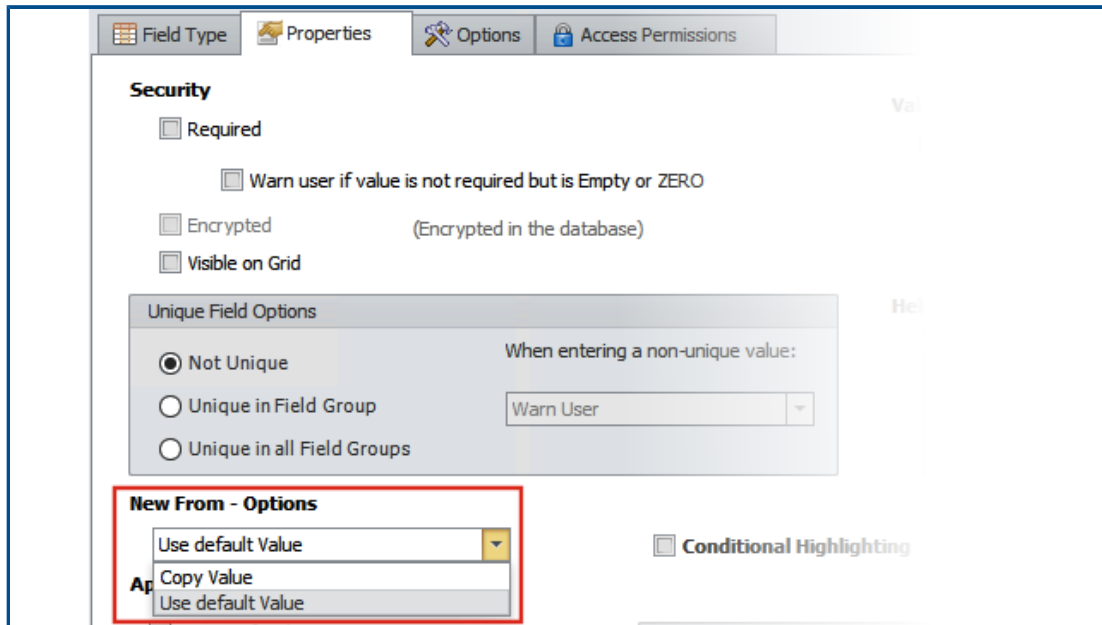 Field Type Properties Options Access Permissions
Security
Required
Warn user if value is not required but is Empty or ZERO
Encrypted (Encrypted in the database)
Visible on Grid
Unique Field Options
Not Unique When entering a non-unique value:
Unique in Field Group Warn User
Unique in all Field Groups
New From - Options
Use default Value Conditional Highlighting
Copy Value
Use default Value